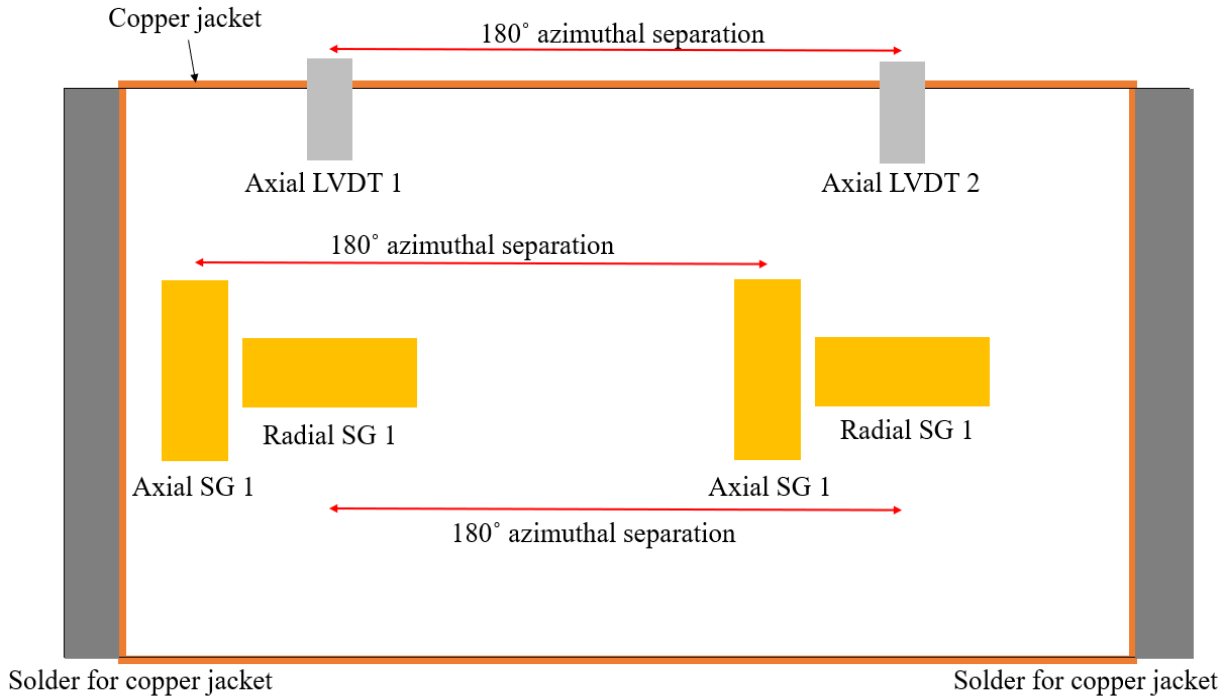 Copper jacket
180˚ azimuthal separation
Axial LVDT 1
Axial LVDT 2
180˚ azimuthal separation
Radial SG 1
Radial SG 1
Axial SG 1
Axial SG 1
180˚ azimuthal separation
Solder for copper jacket
Solder for copper jacket